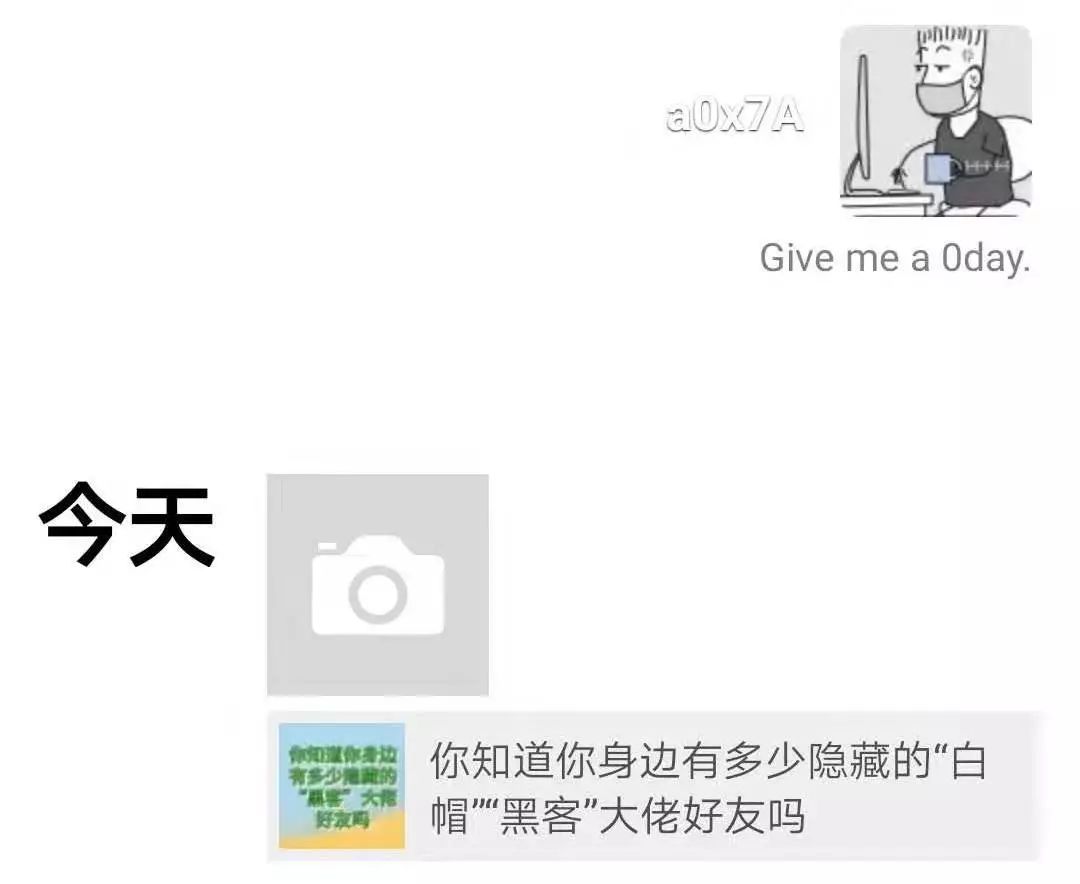 a0x7A
Give me a 0day.
今天
你知道你身边
有多少隐藏的
“黑客”大佬
好友吗
你知道你身边有多少隐藏的“白
帽”“黑客”大佬好友吗